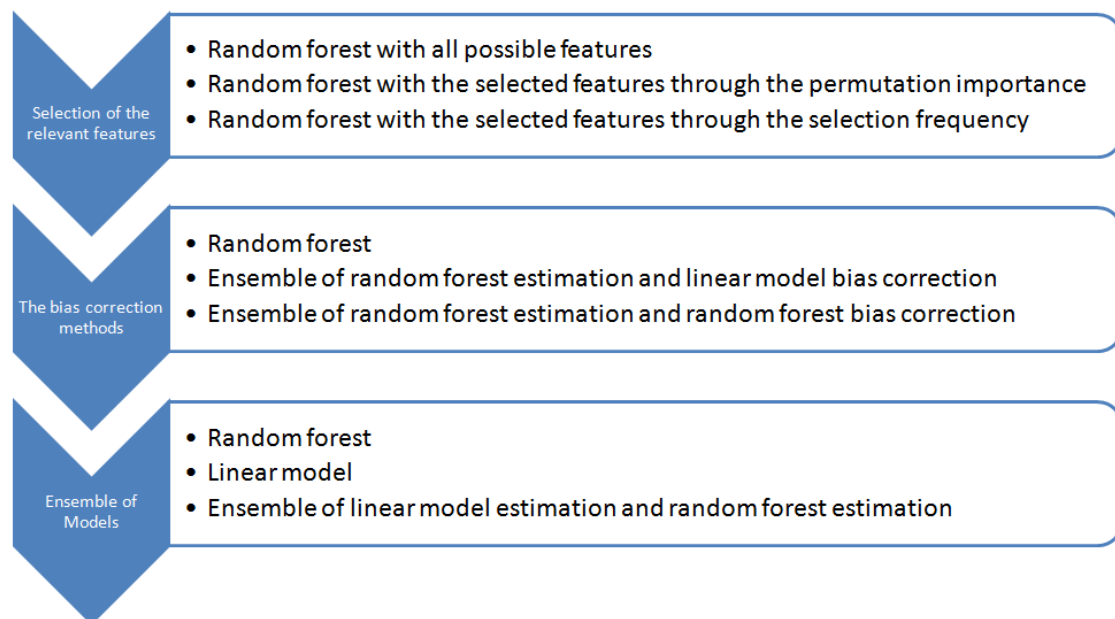 Selection of the
relevant features
• Random forest with all possible features
• Random forest with the selected features through the permutation importance
• Random forest with the selected features through the selection frequency
The bias correction
methods
• Random forest
• Ensemble of random forest estimation and linear model bias correction
• Ensemble of random forest estimation and random forest bias correction
Ensemble of
Models
• Random forest
• Linear model
• Ensemble of linear model estimation and random forest estimation